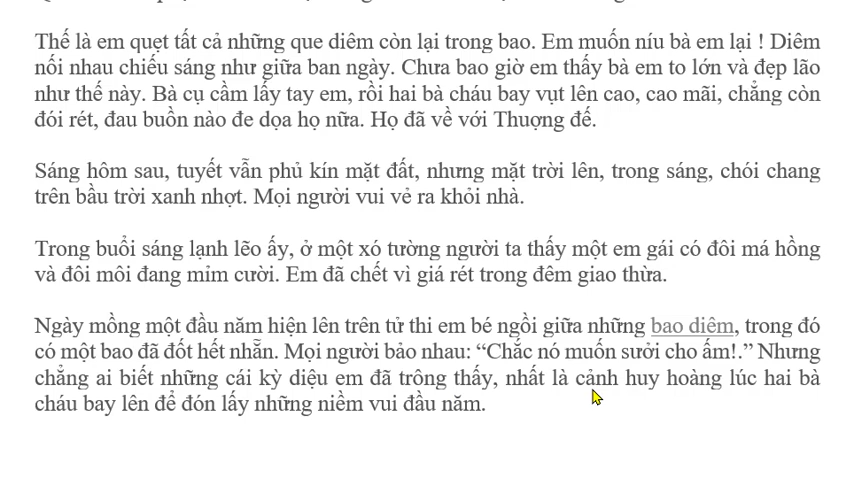 Thế là em quẹt tất cả những que diêm còn lại trong bao. Em muốn níu bà em lại ! Diêm
nối nhau chiếu sáng như giữa ban ngày. Chưa bao giờ em thấy bà em to lớn và đẹp lão
như thế này. Bà cụ cầm lấy tay em, rồi hai bà cháu bay vụt lên cao, cao mãi, chẳng còn
đói rét, đau buồn nào đe dọa họ nữa. Họ đã về với Thượng đế.
Sáng hôm sau, tuyết vẫn phủ kín mặt đất, nhưng mặt trời lên, trong sáng, chói chang
trên bầu trời xanh nhợt. Mọi người vui vẻ ra khỏi nhà.
Trong buổi sáng lạnh lẽo ấy, ở một xó tường người ta thấy một em gái có đôi má hồng
và đôi môi đang mỉm cười. Em đã chết vì giá rét trong đêm giao thừa.
Ngày mồng một đầu năm hiện lên trên tử thi em bé ngồi giữa những bao diêm, trong đó
có một bao đã đốt hết nhẵn. Mọi người bảo nhau: “Chắc nó muốn sưởi cho ấm!.” Nhưng
chẳng ai biết những cái kỳ diệu em đã trông thấy, nhất là cảnh huy hoàng lúc hai bà
cháu bay lên để đón lấy những niềm vui đầu năm.